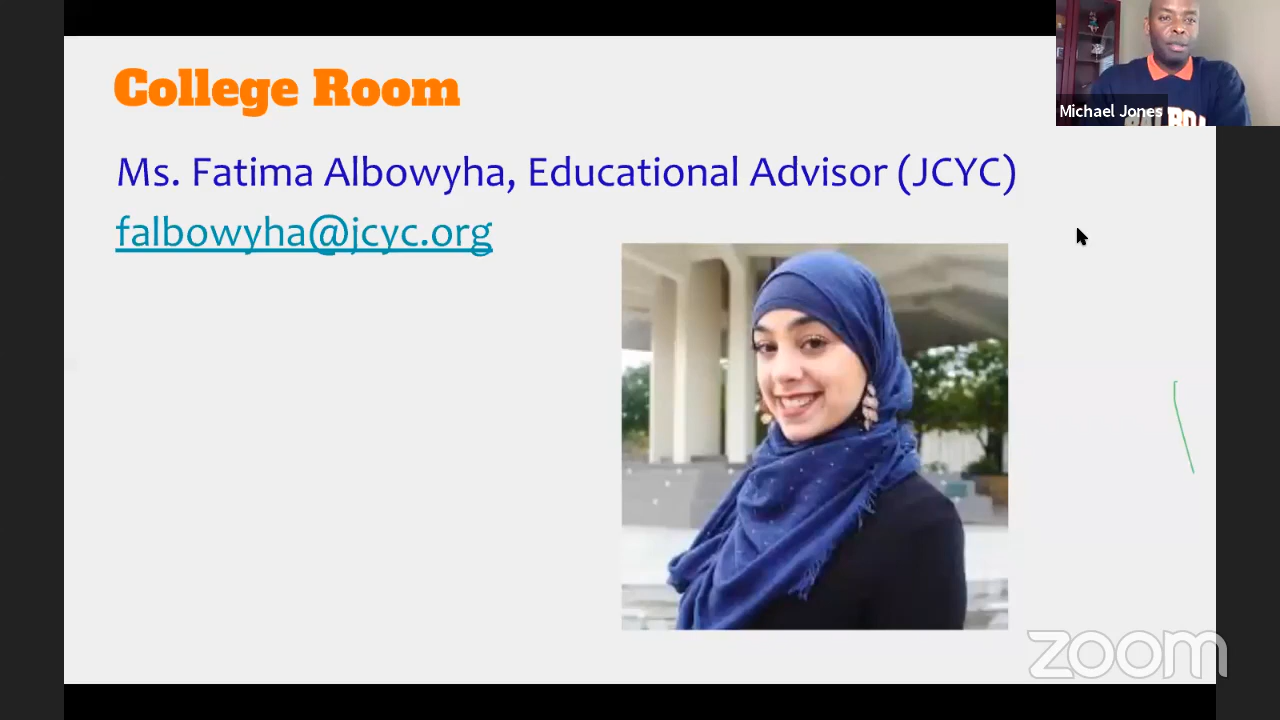 College Room
Ms. Fatima Albowyha, Educational Advisor (JCYC)
falbowyha@jcyc.org
Michael Jones
zoom